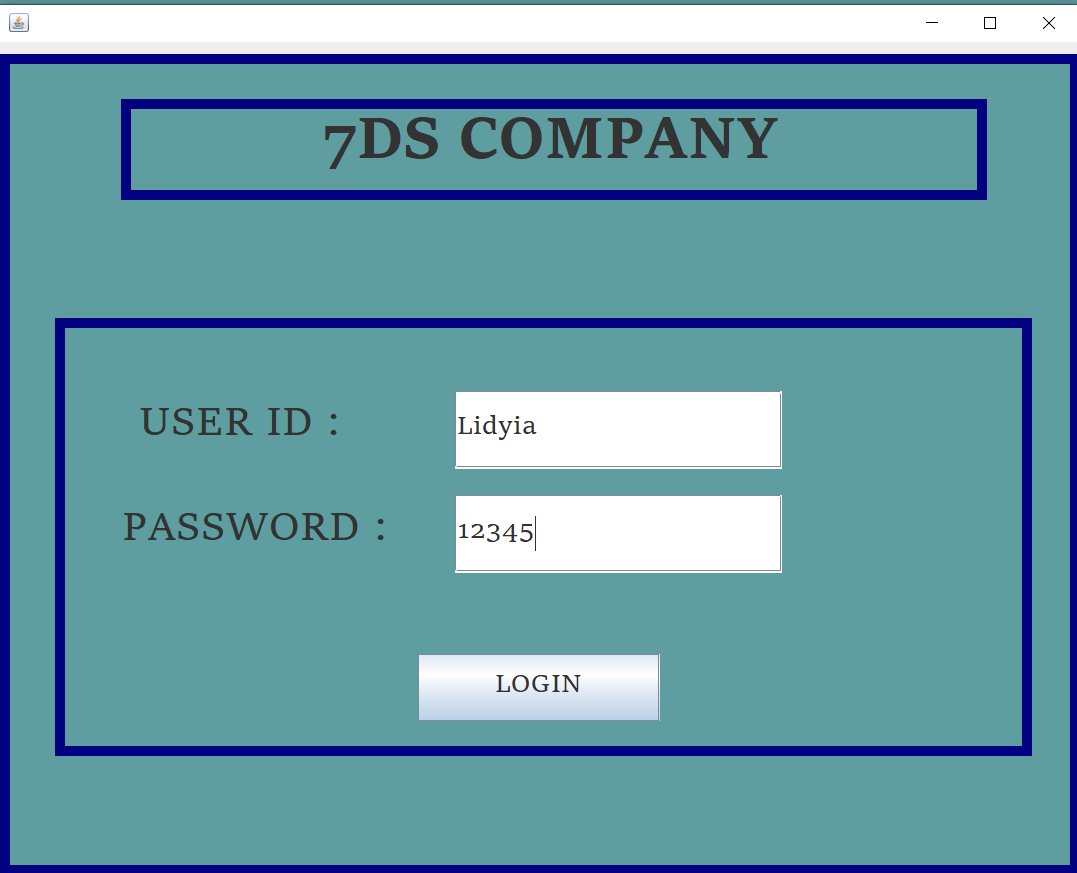 7DS COMPANY
USER ID :
Lidyia
PASSWORD :
12345
LOGIN